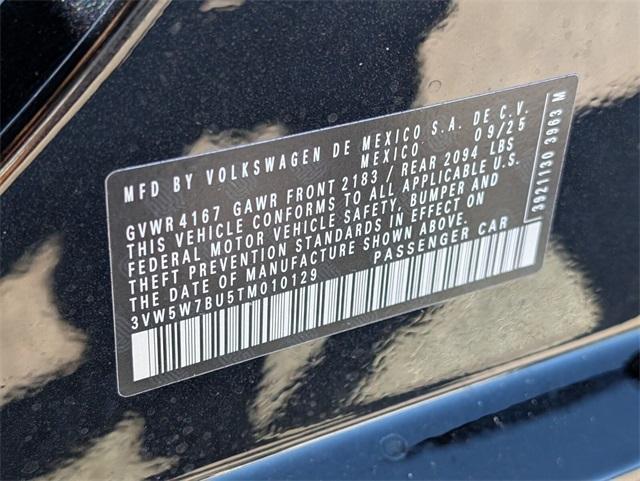 MFD BY VOLKSWAGEN DE MEXICO S.A. DE C.V.
MEXICO 09/25
GVWR 4167 GAWR FRONT 2183 / REAR 2094 LBS
THIS VEHICLE CONFORMS TO ALL APPLICABLE U.S.
FEDERAL MOTOR VEHICLE SAFETY, BUMPER AND
THEFT PREVENTION STANDARDS IN EFFECT ON
THE DATE OF MANUFACTURE SHOWN ABOVE.
3VW5W7BU5TM010129 PASSENGER CAR
3921130 3963 M